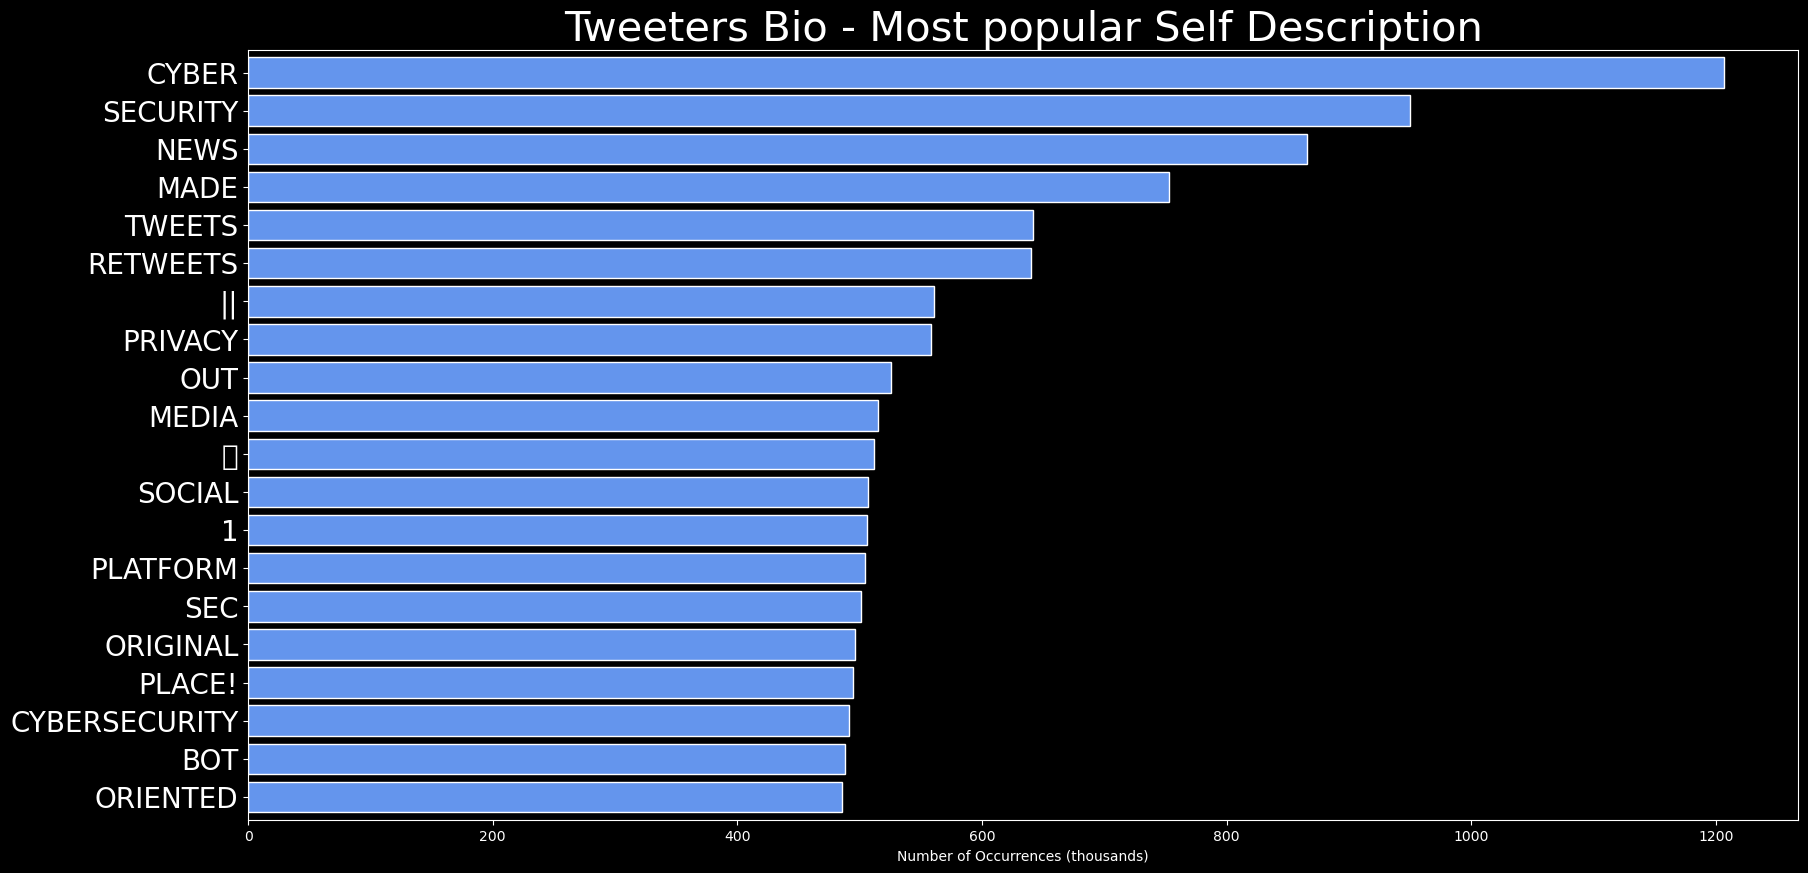 Tweeters Bio - Most popular Self Description
CYBER
SECURITY
NEWS
MADE
TWEETS
RETWEETS
||
PRIVACY
OUT
MEDIA
SOCIAL
1
PLATFORM
SEC
ORIGINAL
PLACE!
CYBERSECURITY
BOT
ORIENTED
0 200 400 600 800 1000 1200
Number of Occurrences (thousands)